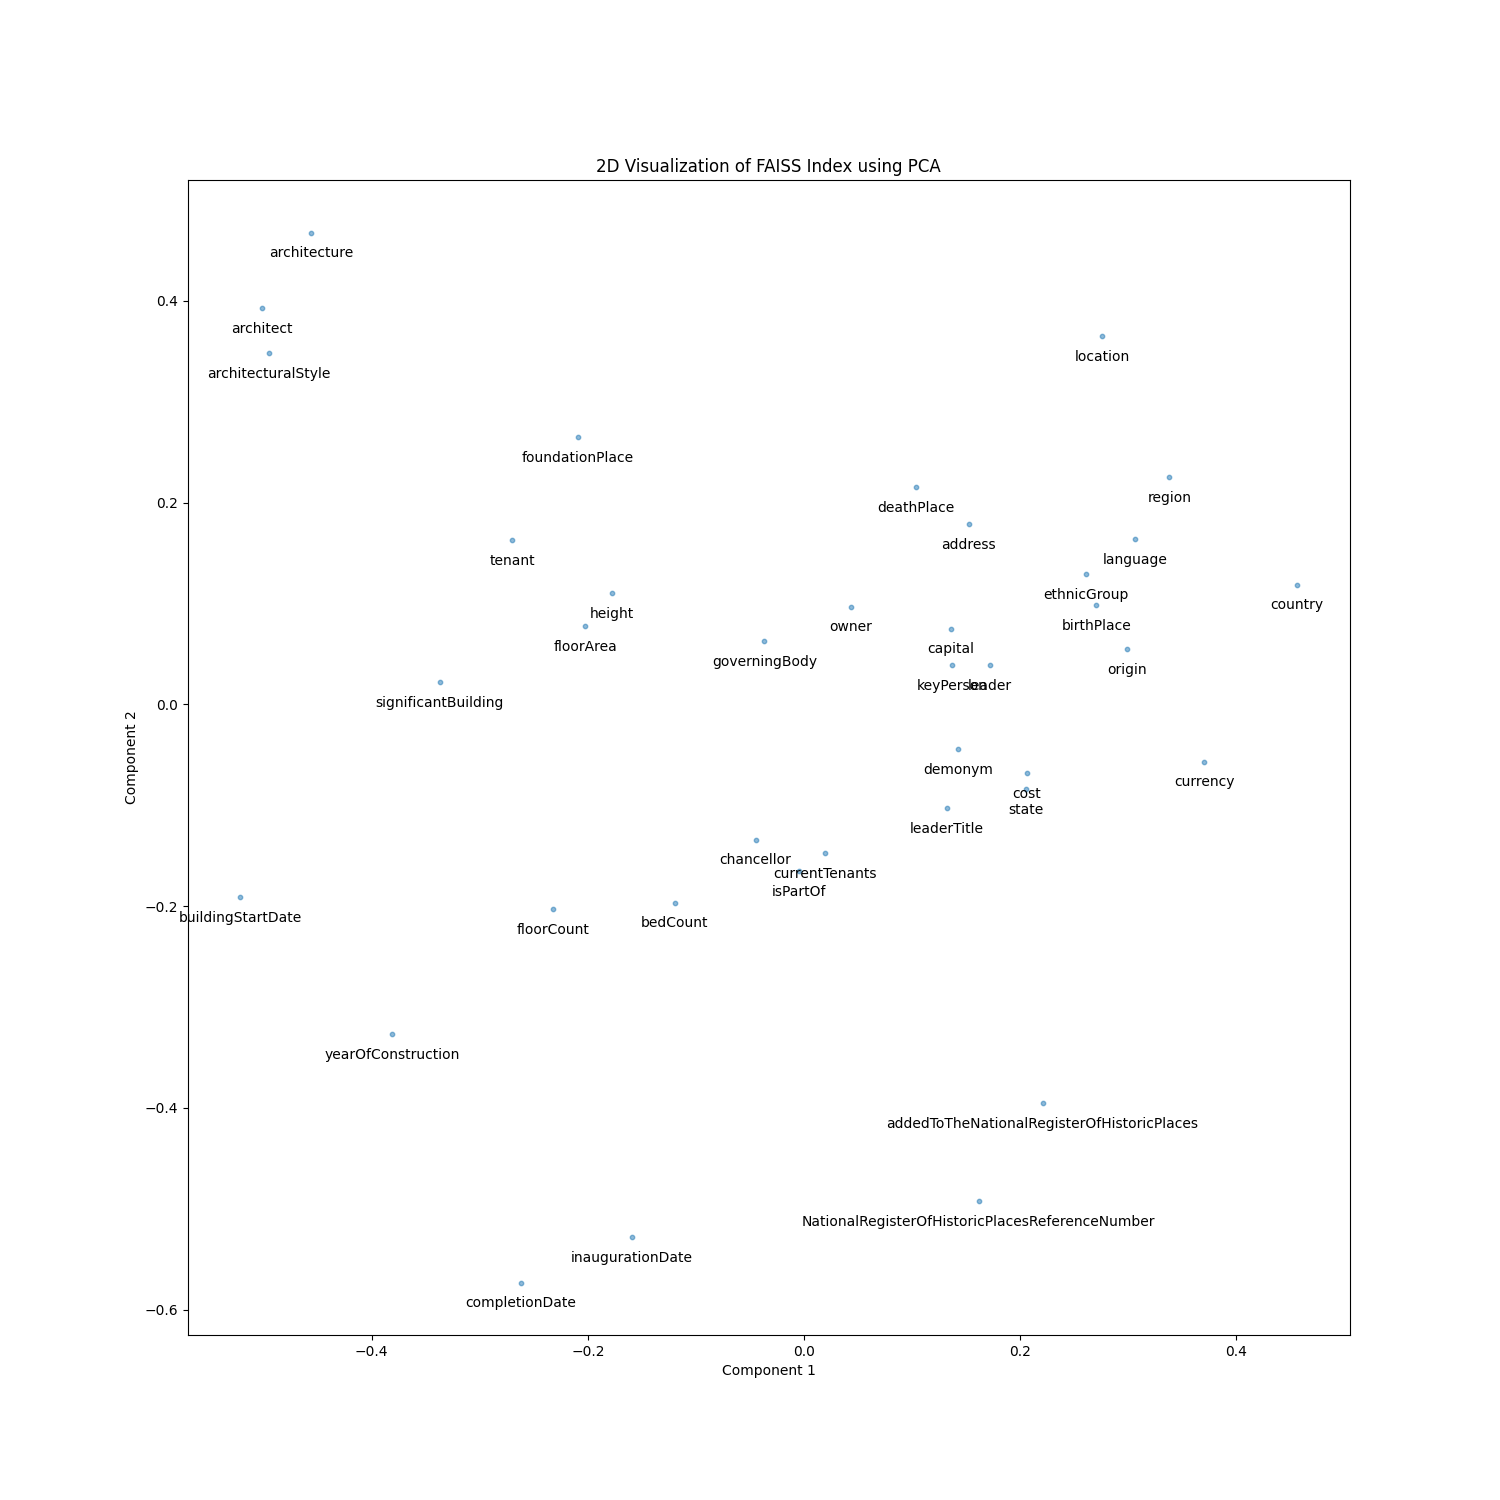 2D Visualization of FAISS Index using PCA
architecture
0.4
architect
location
architecturalStyle
foundationPlace
region
0.2
deathPlace
address
tenant
language
ethnicGroup
country
height
birthPlace
owner
floorArea
capital
governingBody
origin
keyPerson
leader
significantBuilding
0.0
Component 2
demonym
currency
cost
state
leaderTitle
chancellor
currentTenants
isPartOf
−0.2
buildingStartDate
bedCount
floorCount
yearOfConstruction
−0.4
addedToTheNationalRegisterOfHistoricPlaces
NationalRegisterOfHistoricPlacesReferenceNumber
inaugurationDate
completionDate
−0.6
−0.4
−0.2
0.0
0.2
0.4
Component 1